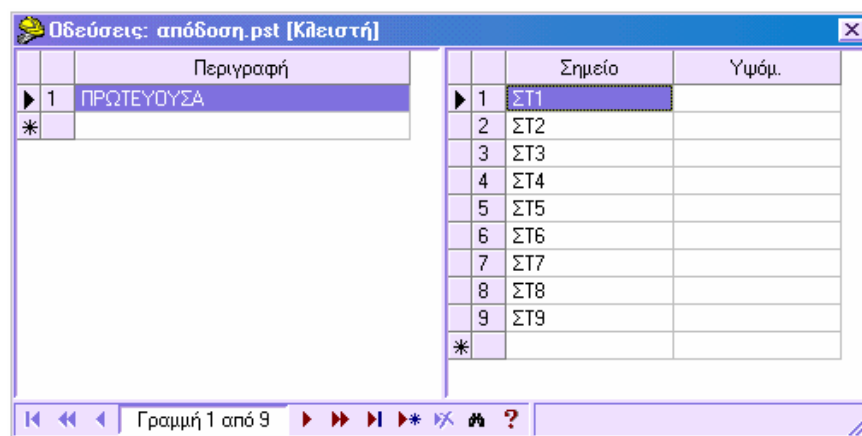 Οδεύσεις: απόδοση.pst [Κλειστή]
Περιγραφή
1 ΠΡΩΤΕΥΟΥΣΑ
Σημείο Υψόμ.
1 ΣΤ1
2 ΣΤ2
3 ΣΤ3
4 ΣΤ4
5 ΣΤ5
6 ΣΤ6
7 ΣΤ7
8 ΣΤ8
9 ΣΤ9
Γραμμή 1 από 9